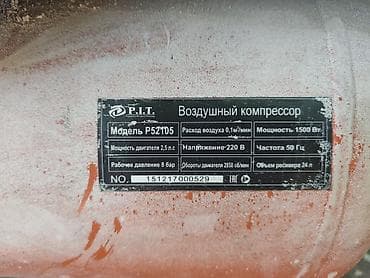 P.I.T. Воздушный компрессор
Модель P52105 Расход воздуха 0,1м³/мин Мощность 1500 Вт
Мощность двигателя 2,5 л.с Напряжение 220 В Частота 50 Гц
Рабочее давление 8 бар Обороты двигателя 2850 об/мин Объем ресивера 24 л
NO. 151217000529